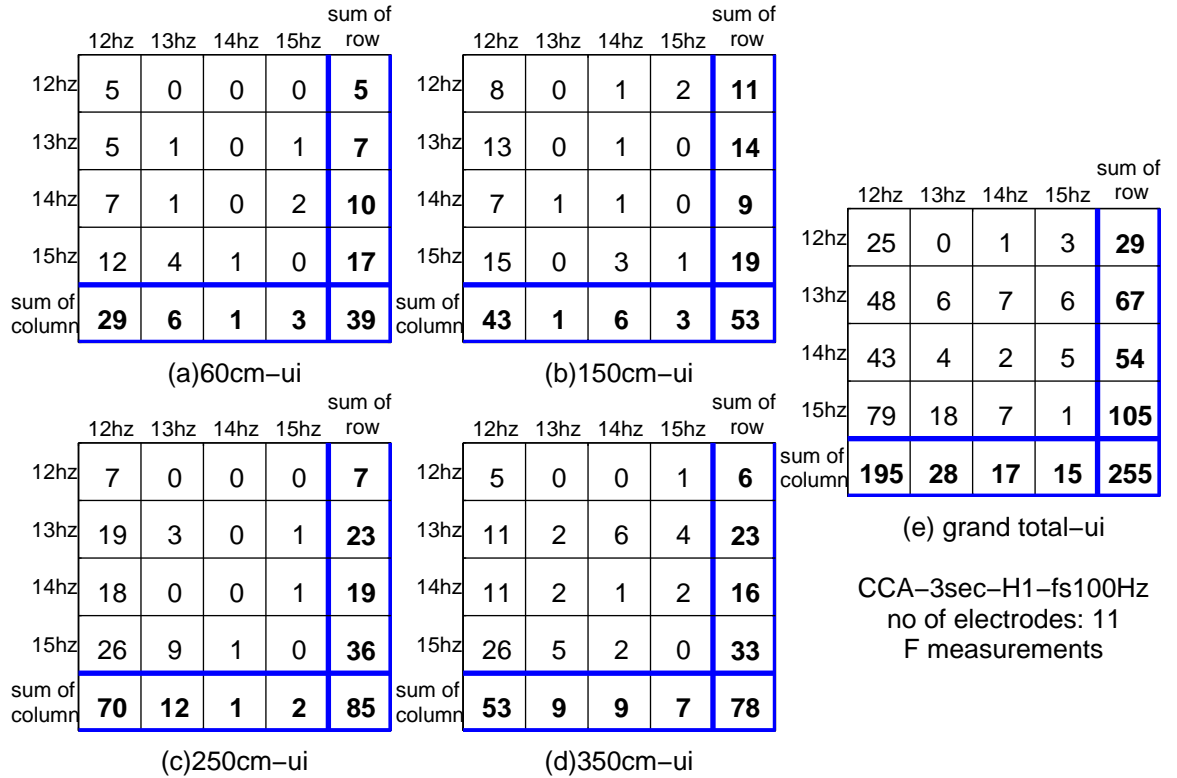 sum of
12hz 13hz 14hz 15hz row
12hz 5 0 0 0 5
13hz 5 1 0 1 7
14hz 7 1 0 2 10
15hz 12 4 1 0 17
sum of
column 29 6 1 3 39
(a)60cm−ui
sum of
12hz 13hz 14hz 15hz row
12hz 8 0 1 2 11
13hz 13 0 1 0 14
14hz 7 1 1 0 9
15hz 15 0 3 1 19
sum of
column 43 1 6 3 53
(b)150cm−ui
sum of
12hz 13hz 14hz 15hz row
12hz 7 0 0 0 7
13hz 19 3 0 1 23
14hz 18 0 0 1 19
15hz 26 9 1 0 36
sum of
column 70 12 1 2 85
(c)250cm−ui
sum of
12hz 13hz 14hz 15hz row
12hz 5 0 0 1 6
13hz 11 2 6 4 23
14hz 11 2 1 2 16
15hz 26 5 2 0 33
sum of
column 53 9 9 7 78
(d)350cm−ui
sum of
12hz 13hz 14hz 15hz row
12hz 25 0 1 3 29
13hz 48 6 7 6 67
14hz 43 4 2 5 54
15hz 79 18 7 1 105
sum of
column 195 28 17 15 255
(e) grand total−ui
CCA−3sec−H1−fs100Hz
no of electrodes: 11
F measurements